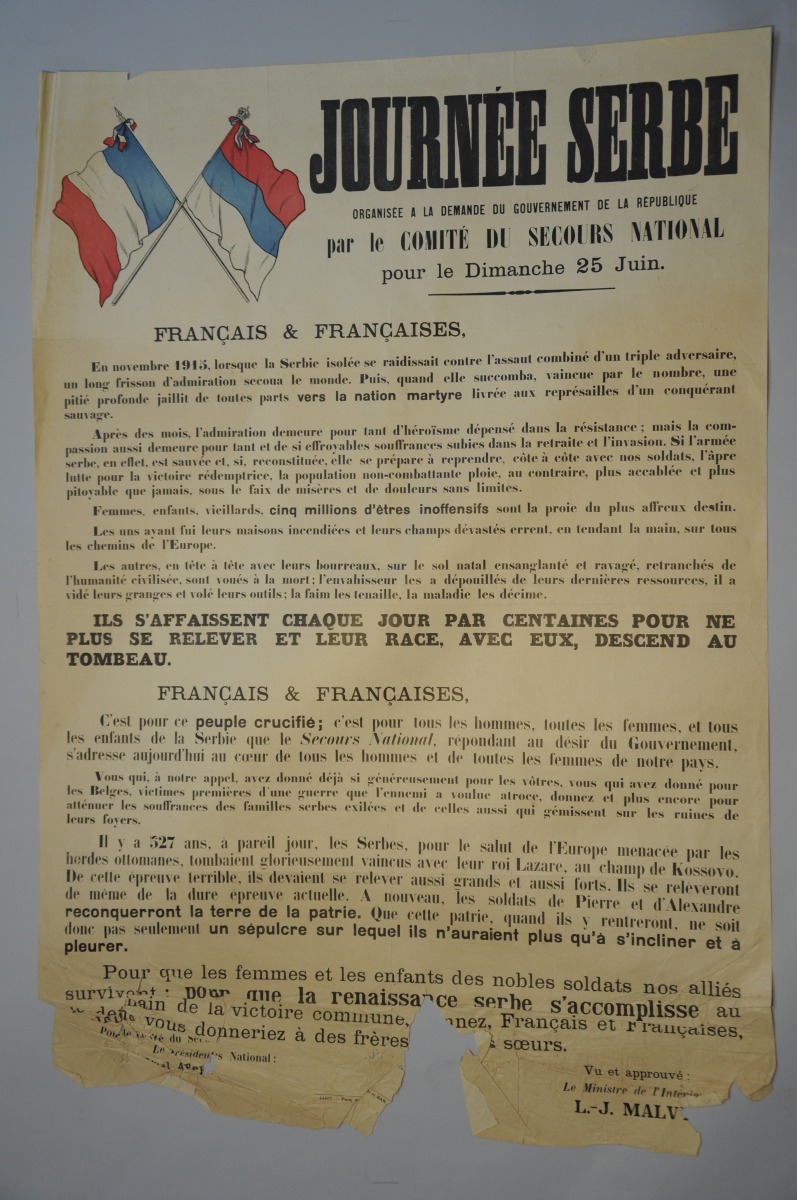 JOURNÉE SERBE
ORGANISÉE A LA DEMANDE DU GOUVERNEMENT DE LA RÉPUBLIQUE
par le COMITÉ DU SECOURS NATIONAL
pour le Dimanche 25 Juin.
FRANÇAIS & FRANÇAISES,
En novembre 1915, lorsque la Serbie isolée se raidissait contre l'assaut combiné d'un triple adversaire,
un long frisson d'admiration secoua le monde. Puis, quand elle succomba, vaincue par le nombre, une
pitié profonde jaillit de toutes parts vers la nation martyre livrée aux représailles d'un conquérant
sauvage.
Après des mois, l'admiration demeure pour tant d'héroïsme dépensé dans la résistance ; mais la com-
passion aussi demeure pour tant et de si effroyables souffrances subies dans la retraite et l'invasion. Si l'armée
serbe, en effet, est sauvée et, si, reconstituée, elle se prépare à reprendre, côte à côte avec nos soldats, l'âpre
lutte pour la victoire rédemptrice, la population non-combattante ploie, au contraire, plus accablée et plus
pitoyable que jamais, sous le faix de misères et de douleurs sans limites.
Femmes, enfants, vieillards, cinq millions d'êtres inoffensifs sont la proie du plus affreux destin.
Les uns ayant fui leurs maisons incendiées et leurs champs dévastés errent, en tendant la main, sur tous
les chemins de l'Europe.
Les autres, en tête à tête avec leurs bourreaux, sur le sol natal ensanglanté et ravagé, retranchés de
l'humanité civilisée, sont voués à la mort ; l'envahisseur les a dépouillés de leurs dernières ressources, il a
vidé leurs granges et volé leurs outils ; la faim les tenaille, la maladie les décime.
ILS S'AFFAISSENT CHAQUE JOUR PAR CENTAINES POUR NE
PLUS SE RELEVER ET LEUR RACE, AVEC EUX, DESCEND AU
TOMBEAU.
FRANÇAIS & FRANÇAISES,
C'est pour ce peuple crucifié ; c'est pour tous les hommes, toutes les femmes, et tous
les enfants de la Serbie que le Secours National, répondant au désir du Gouvernement,
s'adresse aujourd'hui au cœur de tous les hommes et de toutes les femmes de notre pays.
Vous qui, à notre appel, avez donné déjà si généreusement pour les vôtres, vous qui avez donné pour
les Belges, victimes premières d'une guerre que l'ennemi a voulue atroce, donnez et plus encore pour
atténuer les souffrances des familles serbes exilées et de celles aussi qui gémissent sur les ruines de
leurs foyers.
Il y a 527 ans, à pareil jour, les Serbes, pour le salut de l'Europe menacée par les
hordes ottomanes, tombaient glorieusement vaincus avec leur roi Lazare, au champ de Kossovo.
De cette épreuve terrible, ils devaient se relever aussi grands et aussi forts. Ils se relèveront
de même de la dure épreuve actuelle. A nouveau, les soldats de Pierre et d'Alexandre
reconquerront la terre de la patrie. Que cette patrie, quand ils y rentreront, ne soit
donc pas seulement un sépulcre sur lequel ils n'auraient plus qu'à s'incliner et à
pleurer.
Pour que les femmes et les enfants des nobles soldats nos alliés
survivent ; pour que la renaissance serbe s'accomplisse au
de la victoire commune, Français et Françaises,
vous donneriez à des frères sœurs.
du
National :
Vu et approuvé :
Le Ministre de
L.-J.